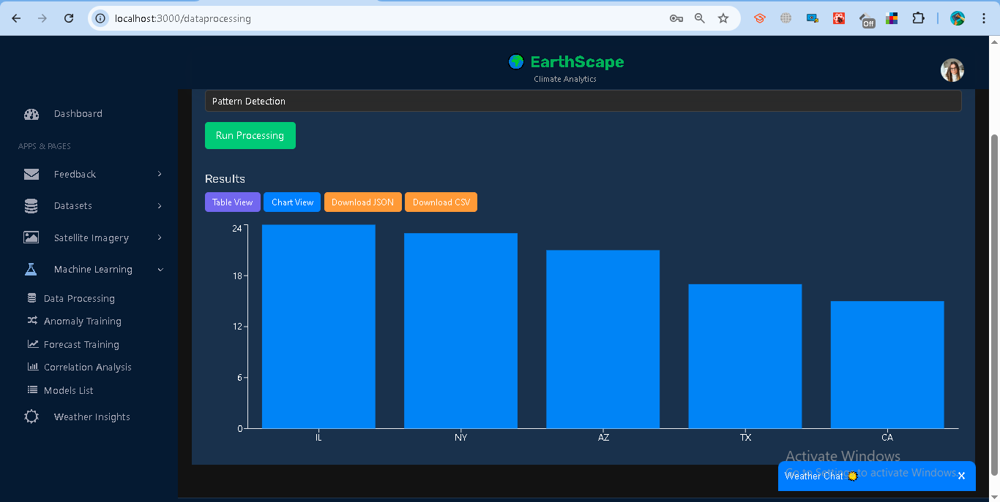 localhost:3000/dataprocessing
Off
EarthScape
Climate Analytics
Dashboard
APPS & PAGES
Feedback
Datasets
Satellite Imagery
Machine Learning
Data Processing
Anomaly Training
Forecast Training
Correlation Analysis
Models List
Weather Insights
Pattern Detection
Run Processing
Results
Table View Chart View Download JSON Download CSV
24
18
12
6
0
IL NY AZ TX CA
Activate Windows
Go to Settings to activate Windows.
Weather Chat X